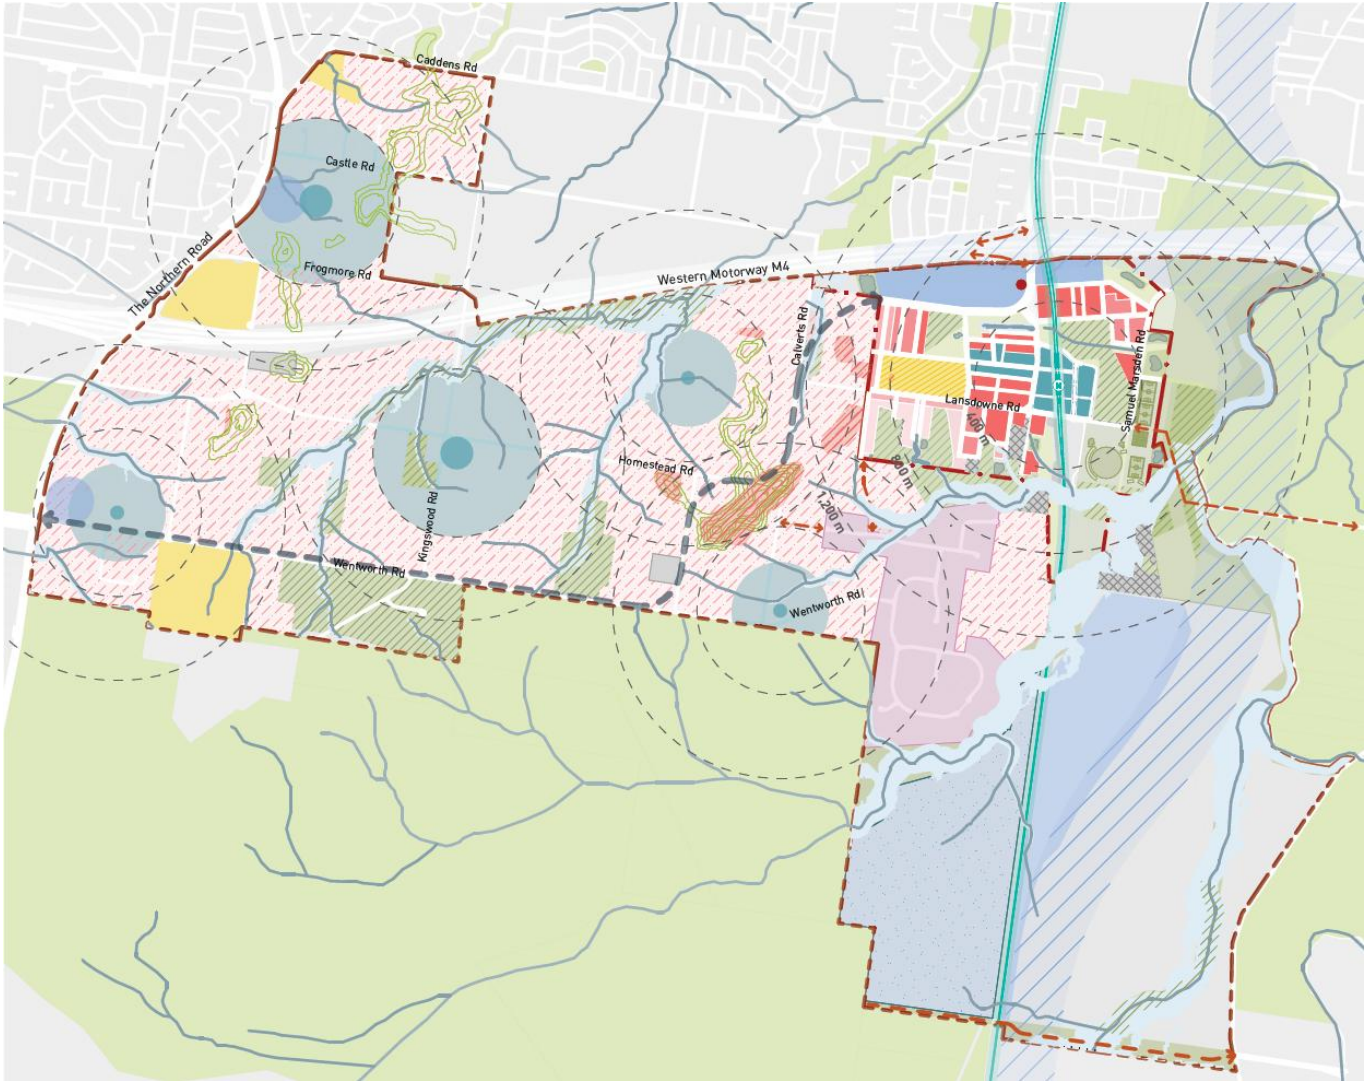 Caddens Rd
Castle Rd
The Northern Road
Frogmore Rd
Western Motorway M4
Calverts Rd
Samuel Marsden Rd
Lansdowne Rd
400 m
800 m
1,200 m
Homestead Rd
Kingswood Rd
Wentworth Rd
Wentworth Rd